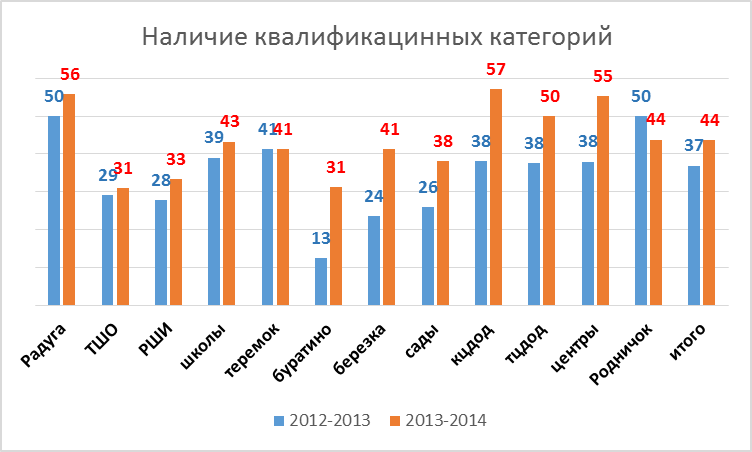 Наличие квалификацинных категорий
50 56 29 31 28 33 39 43 41 41 13 31 24 41 26 38 38 57 38 50 38 55 50 44 37 44
Радуга ТШО РШИ школы теремок буратино березка сады кцдод тцдод центры Родничок итого
2012-2013 2013-2014